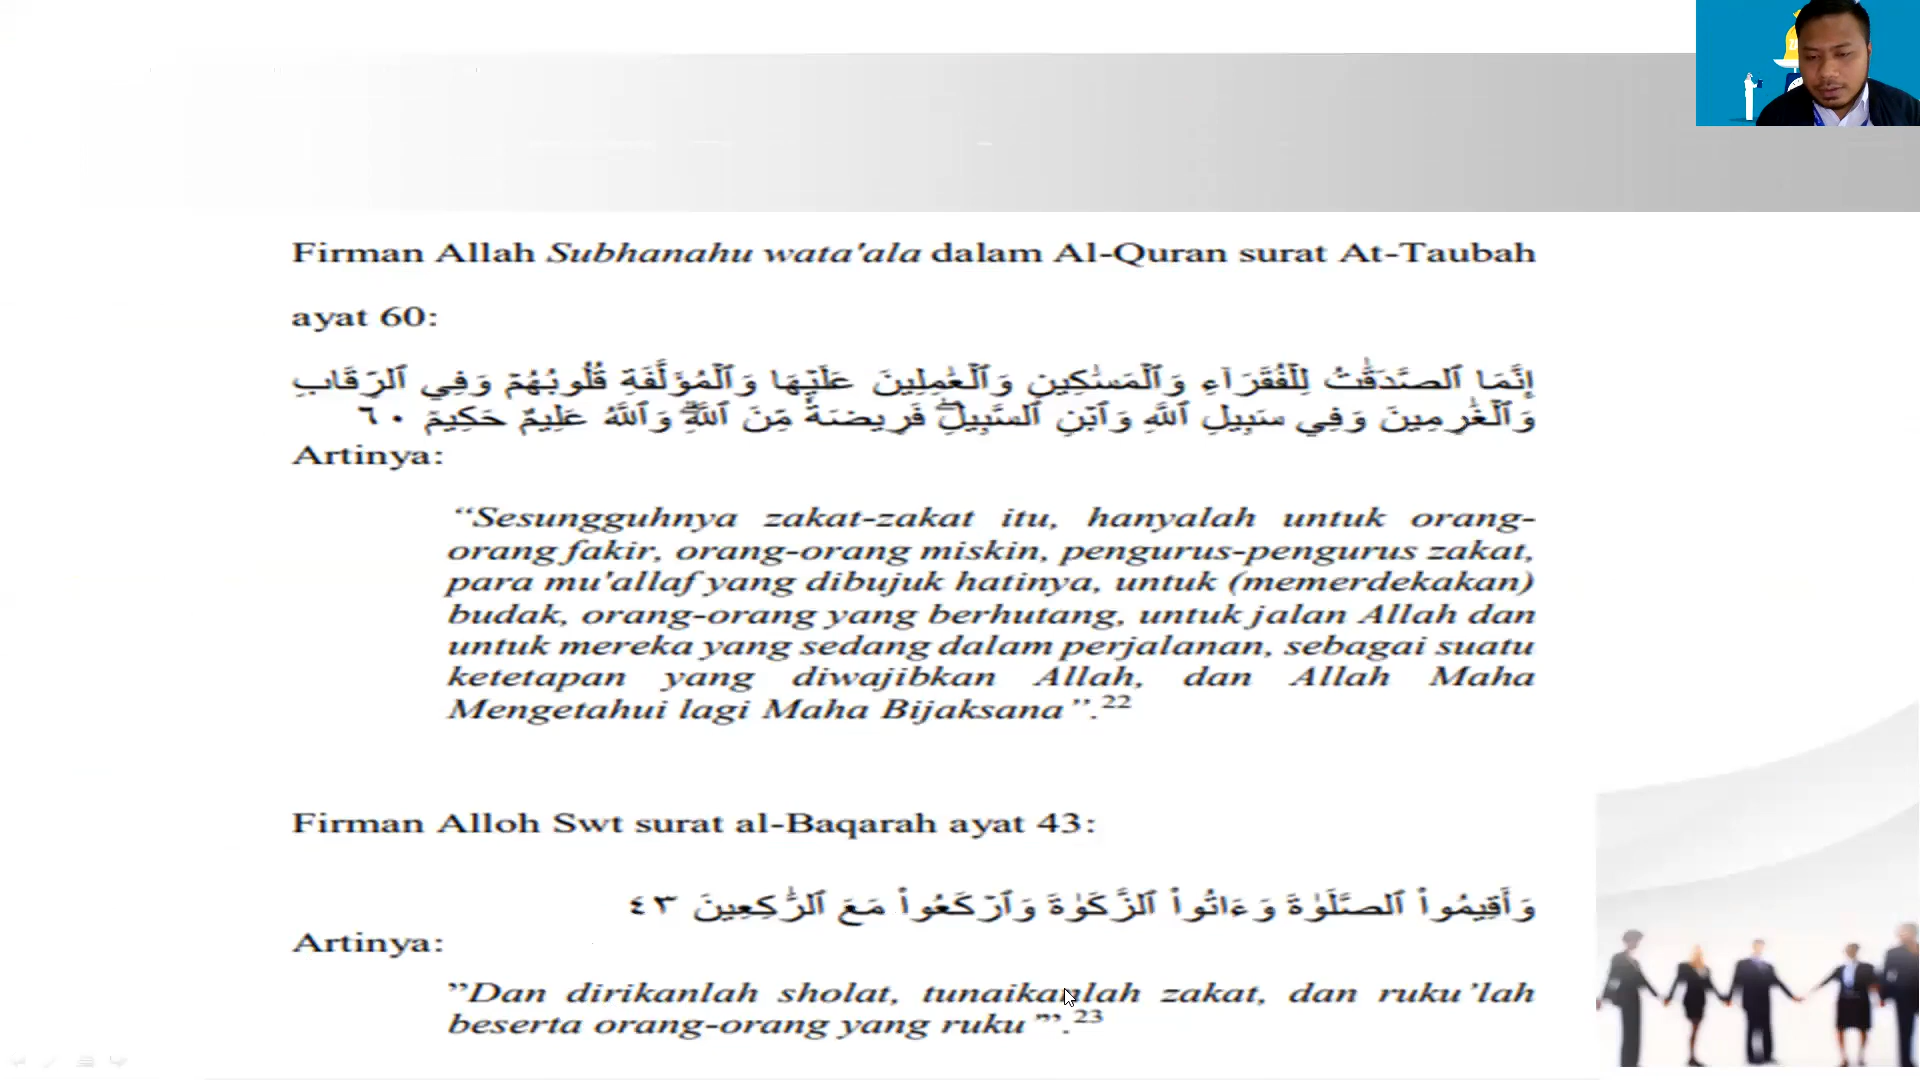 Firman Allah Subhanahu wata'ala dalam Al-Quran surat At-Taubah
ayat 60:
إِنَّمَا ٱلصَّدَقَٰتُ لِلۡفُقَرَآءِ وَٱلۡمَسَٰكِينِ وَٱلۡعَٰمِلِينَ عَلَيۡهَا وَٱلۡمُؤَلَّفَةِ قُلُوبُهُمۡ وَفِي ٱلرِّقَابِ
وَٱلۡغَٰرِمِينَ وَفِي سَبِيلِ ٱللَّهِ وَٱبۡنِ ٱلسَّبِيلِۖ فَرِيضَةٗ مِّنَ ٱللَّهِۗ وَٱللَّهُ عَلِيمٌ حَكِيمٞ ٦٠
Artinya:
“Sesungguhnya zakat-zakat itu, hanyalah untuk orang-
orang fakir, orang-orang miskin, pengurus-pengurus zakat,
para mu'allaf yang dibujuk hatinya, untuk (memerdekakan)
budak, orang-orang yang berhutang, untuk jalan Allah dan
untuk mereka yang sedang dalam perjalanan, sebagai suatu
ketetapan yang diwajibkan Allah, dan Allah Maha
Mengetahui lagi Maha Bijaksana”.22
Firman Alloh Swt surat al-Baqarah ayat 43:
وَأَقِيمُواْ ٱلصَّلَوٰةَ وَءَاتُواْ ٱلزَّكَوٰةَ وَٱرۡكَعُواْ مَعَ ٱلرَّٰكِعِينَ ٤٣
Artinya:
”Dan dirikanlah sholat, tunaikanlah zakat, dan ruku’lah
beserta orang-orang yang ruku’”.23